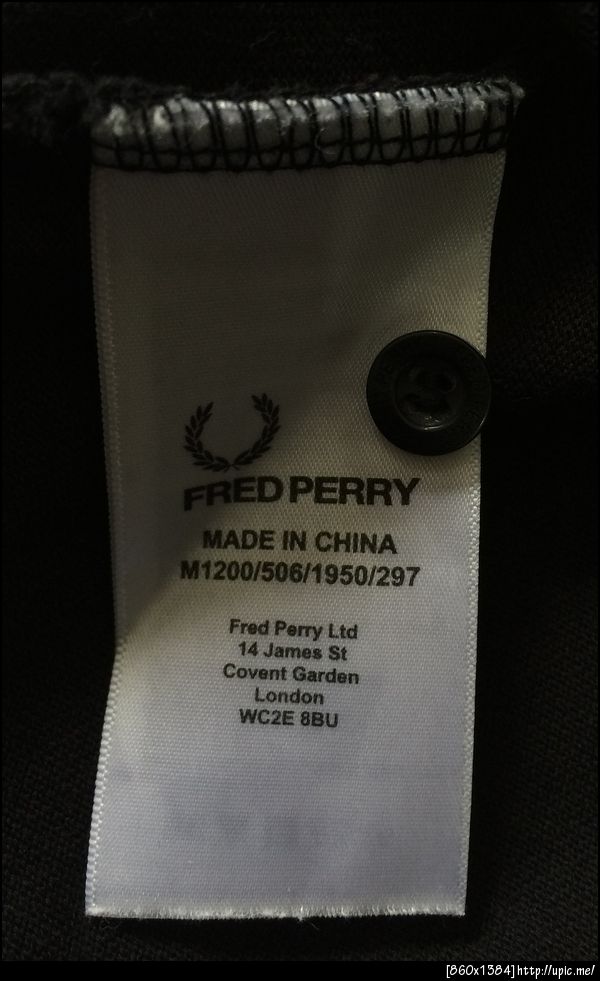 FRED PERRY
MADE IN CHINA
M1200/506/1950/297
Fred Perry Ltd
14 James St
Covent Garden
London
WC2E 8BU
[860x1384]http://upic.me/